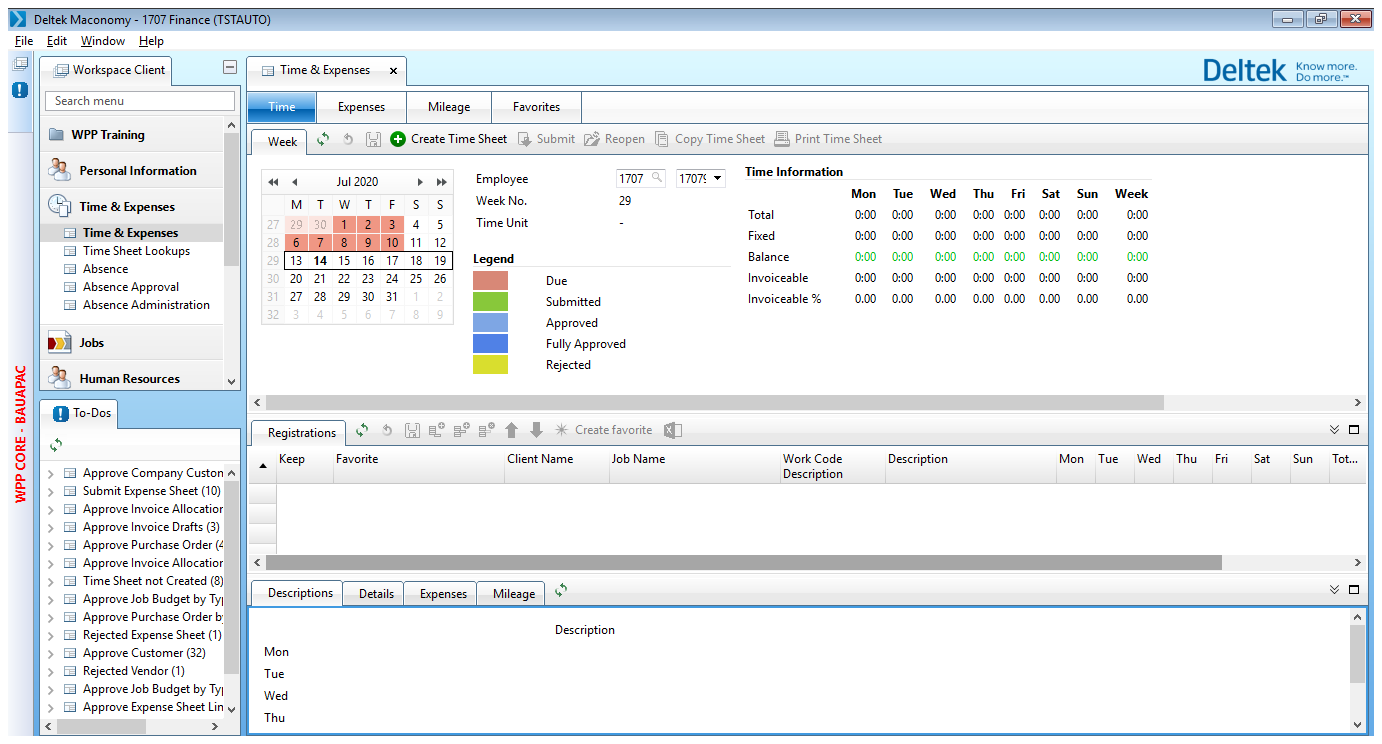 Deltek Maconomy - 1707 Finance (TSTAUTO)
File Edit Window Help
Workspace Client
Search menu
WPP Training
Personal Information
Time & Expenses
Time & Expenses
Time Sheet Lookups
Absence
Absence Approval
Absence Administration
Jobs
Human Resources
WPP CORE - BAUAPAC
To-Dos
Approve Company Custon
Submit Expense Sheet (10)
Approve Invoice Allocation
Approve Invoice Drafts (3)
Approve Purchase Order (4
Approve Invoice Allocation
Time Sheet not Created (8)
Approve Job Budget by Typ
Approve Purchase Order by
Rejected Expense Sheet (1)
Approve Customer (32)
Rejected Vendor (1)
Approve Job Budget by Typ
Approve Expense Sheet Lin
Time & Expenses x
Deltek Know more.
Do more.™
Time Expenses Mileage Favorites
Week Create Time Sheet Submit Reopen Copy Time Sheet Print Time Sheet
Jul 2020
M T W T F S S
27 29 30 1 2 3 4 5
28 6 7 8 9 10 11 12
29 13 14 15 16 17 18 19
30 20 21 22 23 24 25 26
31 27 28 29 30 31 1 2
32 3 4 5 6 7 8 9
Employee 1707 17079
Week No. 29
Time Unit -
Legend
Due
Submitted
Approved
Fully Approved
Rejected
Time Information
Mon Tue Wed Thu Fri Sat Sun Week
Total 0:00 0:00 0:00 0:00 0:00 0:00 0:00 0:00
Fixed 0:00 0:00 0:00 0:00 0:00 0:00 0:00 0:00
Balance 0:00 0:00 0:00 0:00 0:00 0:00 0:00 0:00
Invoiceable 0:00 0:00 0:00 0:00 0:00 0:00 0:00 0:00
Invoiceable % 0.00 0.00 0.00 0.00 0.00 0.00 0.00 0.00
Registrations Create favorite
Keep Favorite Client Name Job Name Work Code Description Mon Tue Wed Thu Fri Sat Sun Tot...
Description
Descriptions Details Expenses Mileage
Description
Mon
Tue
Wed
Thu